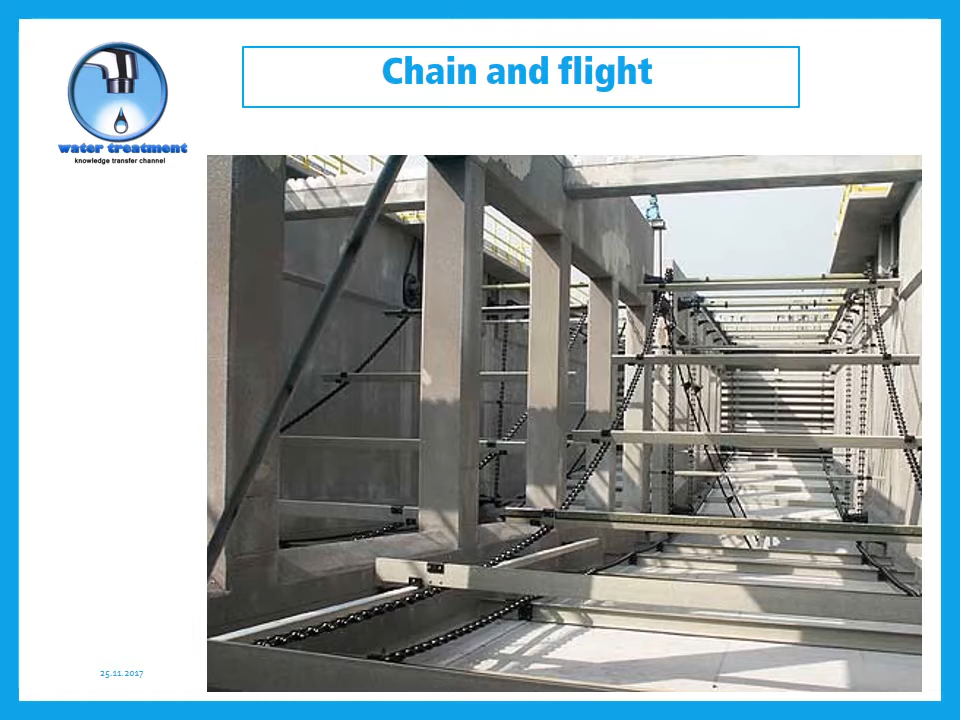 Chain and flight
water treatment
knowledge transfer channel
25.11.2017